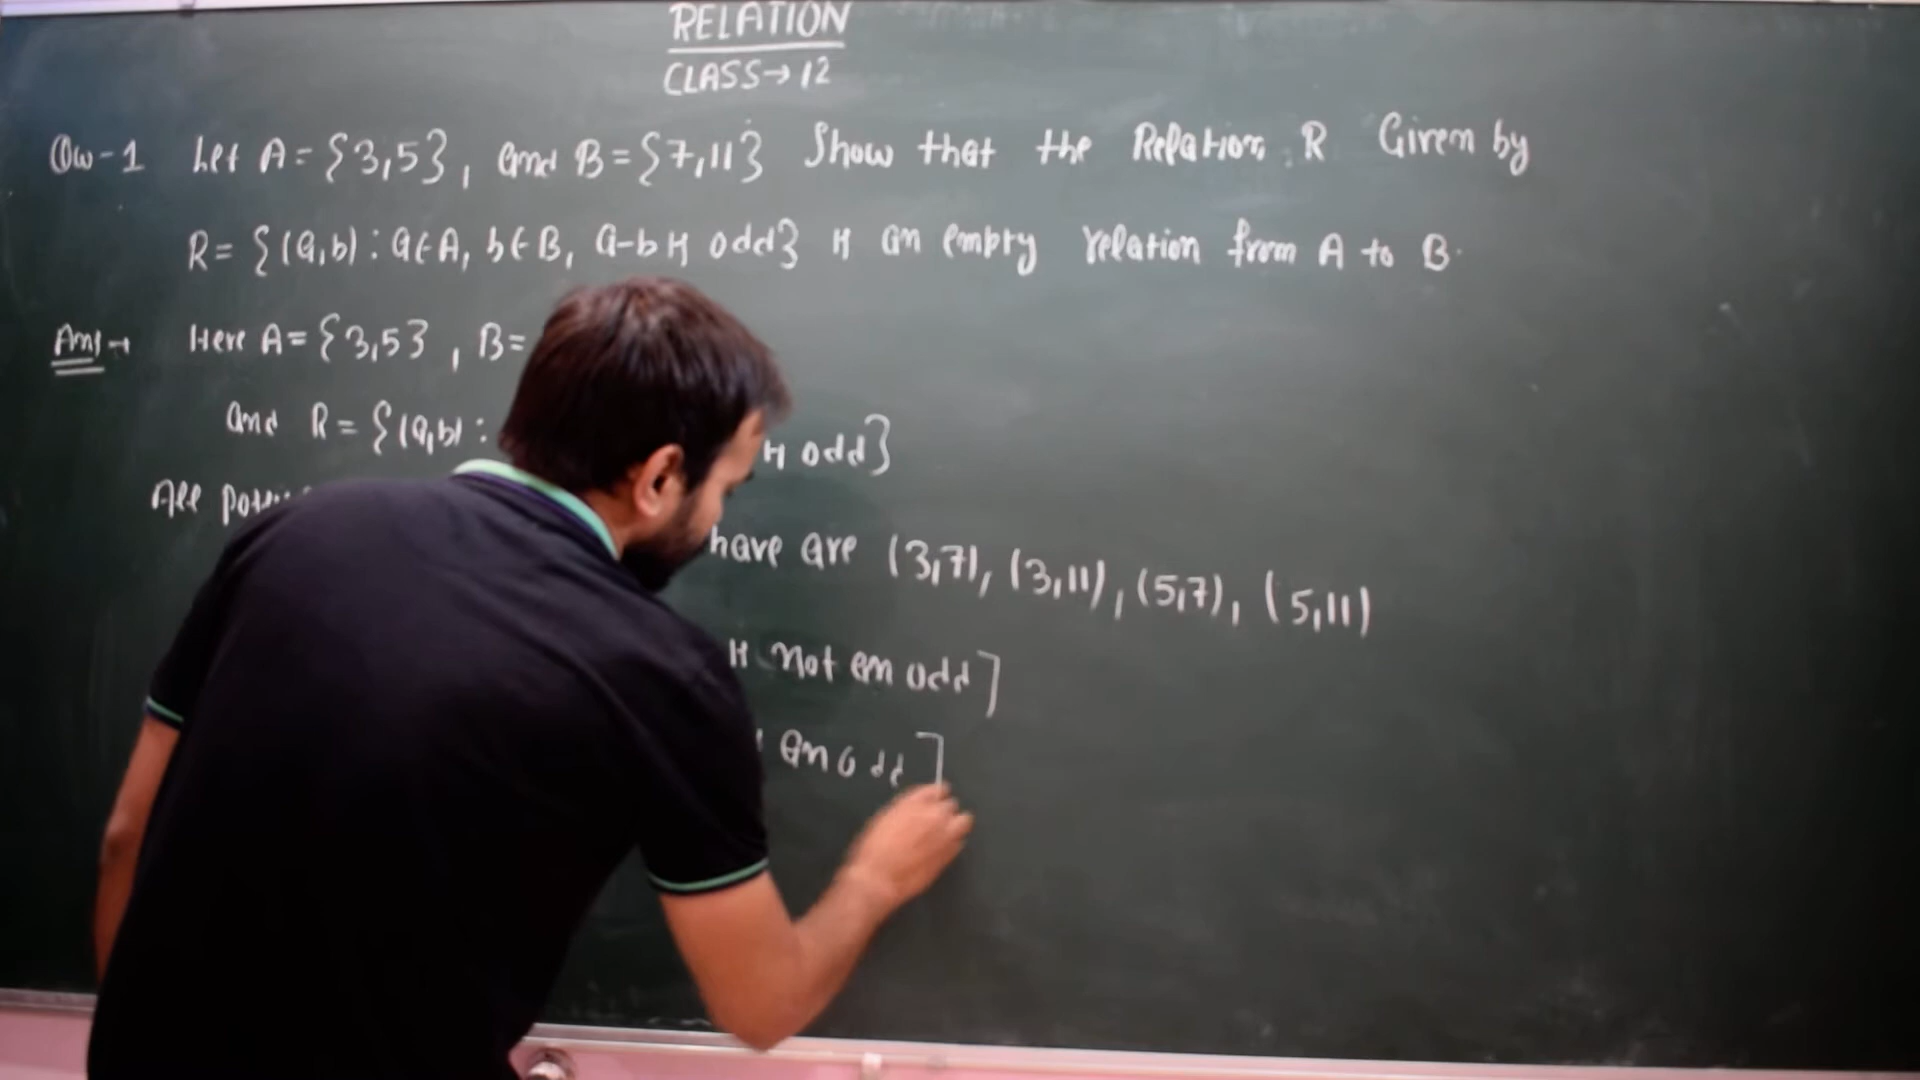 RELATION
CLASS→12
Qu-1 Let A={3,5}, and B={7,11} Show that the Relation R Given by
R={(a,b):a∈A, b∈B, a-b is odd} is an empty relation from A to B.
Ans→ Here A={3,5}, B=
and R={(a,b): is odd}
All
have are (3,7), (3,11), (5,7), (5,11)
is not an odd]
an odd]